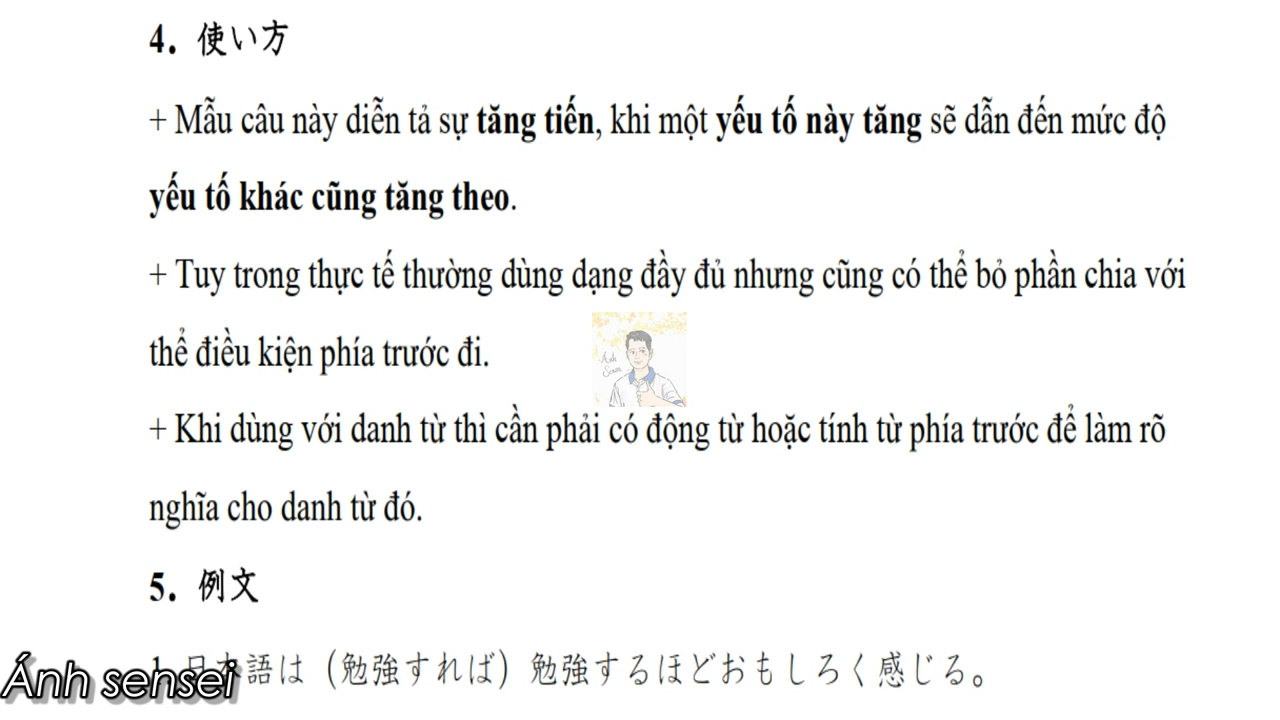 4. 使い方
+ Mẫu câu này diễn tả sự tăng tiến, khi một yếu tố này tăng sẽ dẫn đến mức độ
yếu tố khác cũng tăng theo.
+ Tuy trong thực tế thường dùng dạng đầy đủ nhưng cũng có thể bỏ phần chia với
thể điều kiện phía trước đi.
Ánh
Sensei
+ Khi dùng với danh từ thì cần phải có động từ hoặc tính từ phía trước để làm rõ
nghĩa cho danh từ đó.
5. 例文
1. 日本語は（勉強すれば）勉強するほどおもしろく感じる。
Ánh sensei